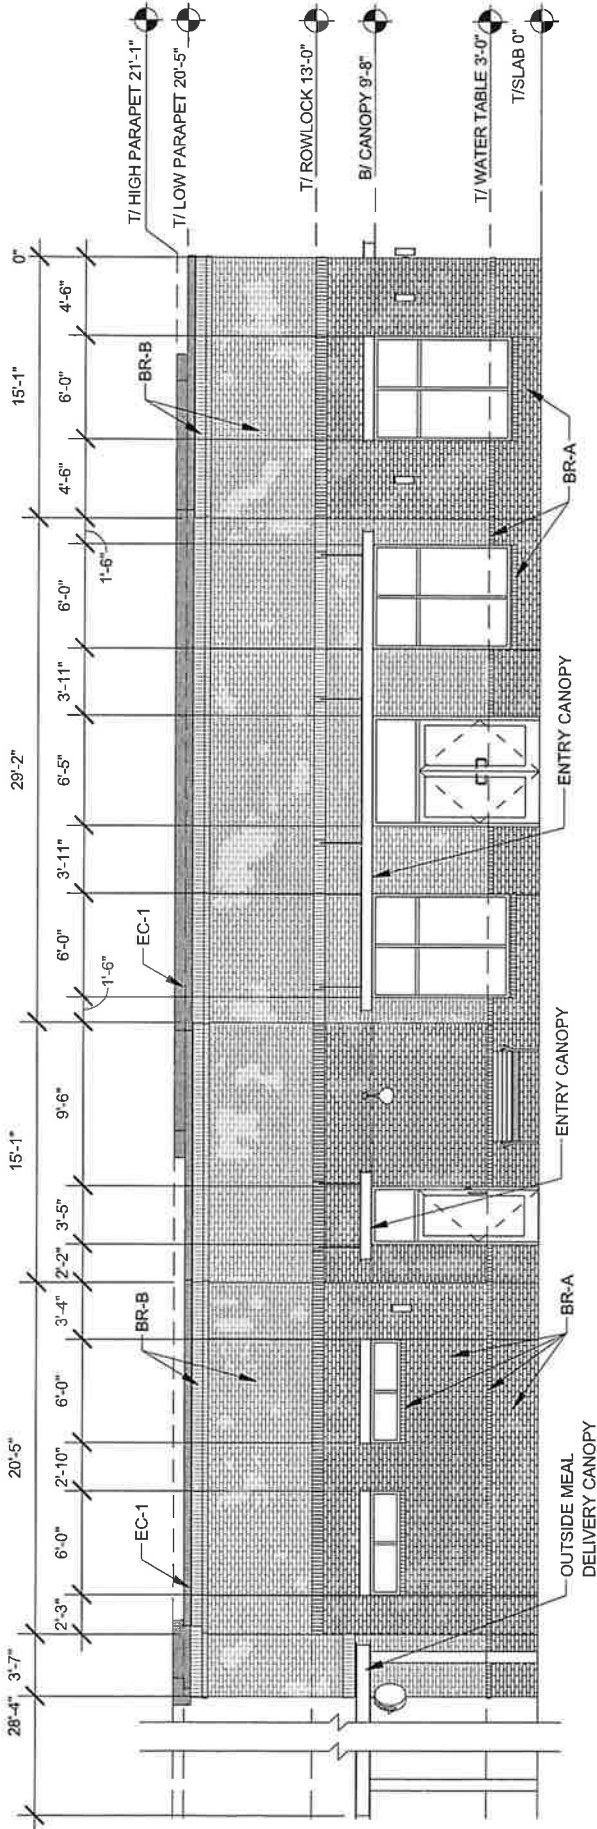 28'-4"
3'-7"
20'-5"
15'-1"
29'-2"
15'-1"
0"
2'-3"
6'-0"
2'-10"
6'-0"
3'-4"
2'-2"
3'-5"
9'-6"
1'-6"
6'-0"
3'-11"
6'-5"
3'-11"
6'-0"
1'-6"
4'-6"
6'-0"
4'-6"
EC-1
BR-B
EC-1
BR-B
T/ HIGH PARAPET 21'-1"
T/ LOW PARAPET 20'-5"
T/ ROWLOCK 13'-0"
B/ CANOPY 9'-8"
T/ WATER TABLE 3'-0"
T/SLAB 0"
OUTSIDE MEAL
DELIVERY CANOPY
BR-A
ENTRY CANOPY
ENTRY CANOPY
BR-A